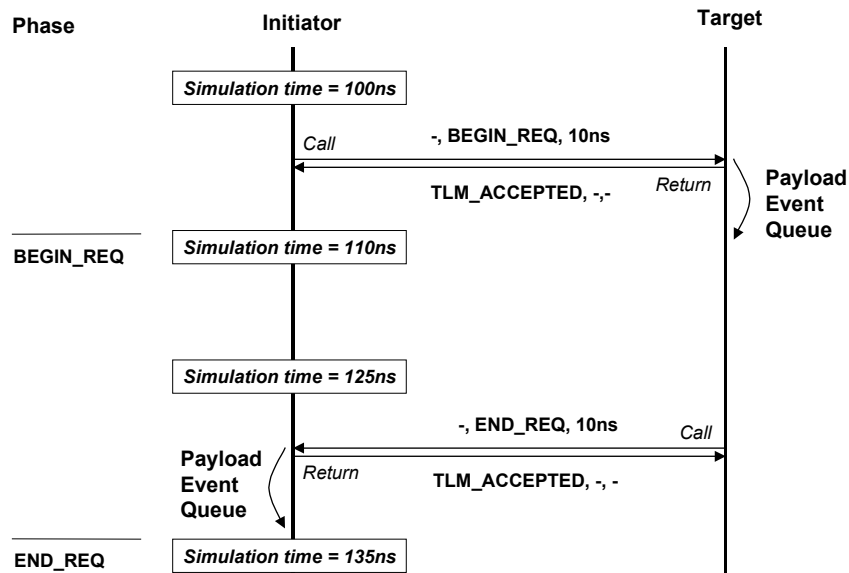 Phase
Initiator
Target
Simulation time = 100ns
Call
-, BEGIN_REQ, 10ns
TLM_ACCEPTED, -,-
Return
Payload
Event
Queue
BEGIN_REQ
Simulation time = 110ns
Simulation time = 125ns
-, END_REQ, 10ns
Call
Payload
Event
Queue
Return
TLM_ACCEPTED, -, -
END_REQ
Simulation time = 135ns